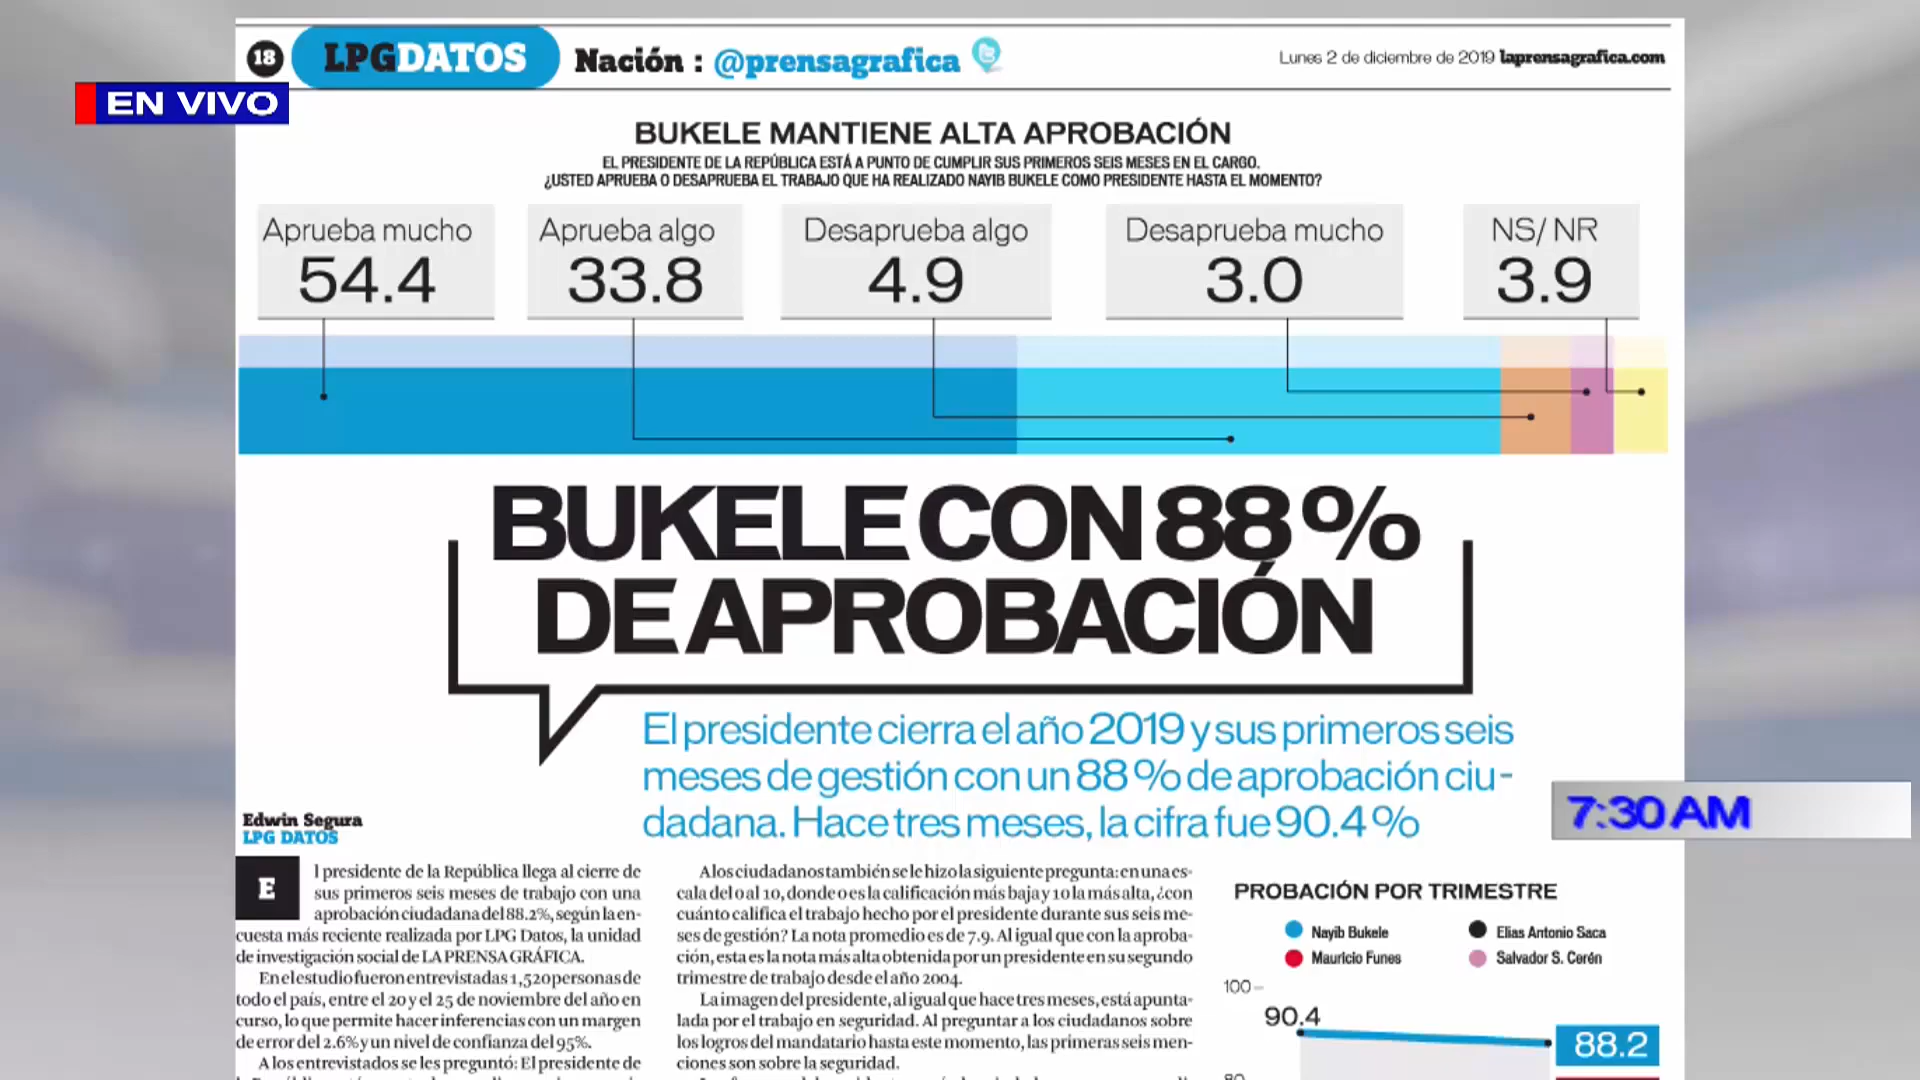 18 LPGDATOS Nación : @prensagrafica Lunes 2 de diciembre de 2019 laprensagrafica.com
EN VIVO
BUKELE MANTIENE ALTA APROBACIÓN
EL PRESIDENTE DE LA REPÚBLICA ESTÁ A PUNTO DE CUMPLIR SUS PRIMEROS SEIS MESES EN EL CARGO.
¿USTED APRUEBA O DESAPRUEBA EL TRABAJO QUE HA REALIZADO NAYIB BUKELE COMO PRESIDENTE HASTA EL MOMENTO?
Aprueba mucho Aprueba algo Desaprueba algo Desaprueba mucho NS/ NR
54.4 33.8 4.9 3.0 3.9
BUKELE CON 88 %
DE APROBACIÓN
El presidente cierra el año 2019 y sus primeros seis
meses de gestión con un 88 % de aprobación ciu-
dadana. Hace tres meses, la cifra fue 90.4 %
7:30 AM
Edwin Segura
LPG DATOS
El presidente de la República llega al cierre de
sus primeros seis meses de trabajo con una
aprobación ciudadana del 88.2%, según la en-
cuesta más reciente realizada por LPG Datos, la unidad
de investigación social de LA PRENSA GRÁFICA.
En el estudio fueron entrevistadas 1,520 personas de
todo el país, entre el 20 y el 25 de noviembre del año en
curso, lo que permite hacer inferencias con un margen
de error del 2.6% y un nivel de confianza del 95%.
A los entrevistados se les preguntó: El presidente de
A los ciudadanos también se le hizo la siguiente pregunta: en una es-
cala del 0 al 10, donde 0 es la calificación más baja y 10 la más alta, ¿con
cuánto califica el trabajo hecho por el presidente durante sus seis me-
ses de gestión? La nota promedio es de 7.9. Al igual que con la aproba-
ción, esta es la nota más alta obtenida por un presidente en su segundo
trimestre de trabajo desde el año 2004.
La imagen del presidente, al igual que hace tres meses, está apunta-
lada por el trabajo en seguridad. Al preguntar a los ciudadanos sobre
los logros del mandatario hasta este momento, las primeras seis men-
ciones son sobre la seguridad.
PROBACIÓN POR TRIMESTRE
Nayib Bukele Elias Antonio Saca
Mauricio Funes Salvador S. Cerén
100
90.4
88.2
80